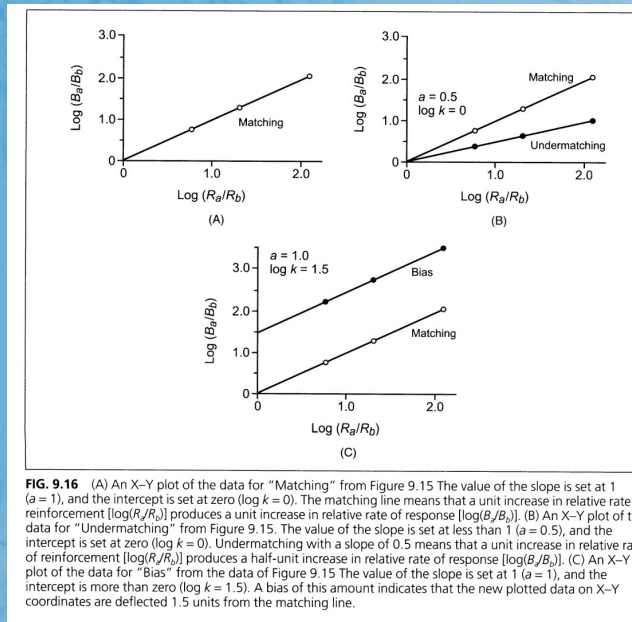 3.0
2.0
1.0
0
Log (Ba/Bb)
Matching
0
1.0
2.0
Log (Ra/Rb)
(A)
3.0
2.0
1.0
0
Log (Ba/Bb)
a = 0.5
log k = 0
Matching
Undermatching
0
1.0
2.0
Log (Ra/Rb)
(B)
3.0
2.0
1.0
0
Log (Ba/Bb)
a = 1.0
log k = 1.5
Bias
Matching
0
1.0
2.0
Log (Ra/Rb)
(C)
FIG. 9.16 (A) An X–Y plot of the data for "Matching" from Figure 9.15 The value of the slope is set at 1
(a = 1), and the intercept is set at zero (log k = 0). The matching line means that a unit increase in relative rate
reinforcement [log(Ra/Rb)] produces a unit increase in relative rate of response [log(Ba/Bb)]. (B) An X–Y plot of t
data for "Undermatching" from Figure 9.15. The value of the slope is set at less than 1 (a = 0.5), and the
intercept is set at zero (log k = 0). Undermatching with a slope of 0.5 means that a unit increase in relative ra
of reinforcement [log(Ra/Rb)] produces a half-unit increase in relative rate of response [log(Ba/Bb)]. (C) An X–Y
plot of the data for "Bias" from the data of Figure 9.15 The value of the slope is set at 1 (a = 1), and the
intercept is more than zero (log k = 1.5). A bias of this amount indicates that the new plotted data on X–Y
coordinates are deflected 1.5 units from the matching line.